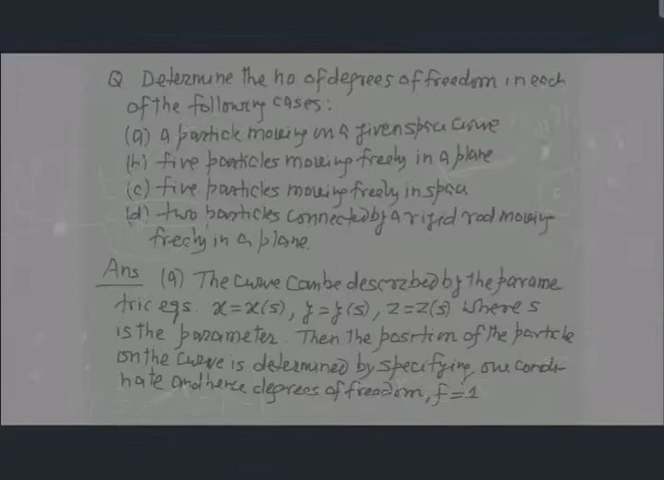 Q Determine the no of degrees of freedom in each
of the following cases:
(a) a particle moving on a given space curve
(b) five particles moving freely in a plane
(c) five particles moving freely in space
(d) two particles connected by a rigid rod moving
freely in a plane.
Ans (a) The curve can be described by the parame
tric eqs. x=x(s), y=y(s), z=z(s) where s
is the parameter. Then the position of the particle
on the curve is determined by specifying one coordi-
nate and hence degrees of freedom, f=1